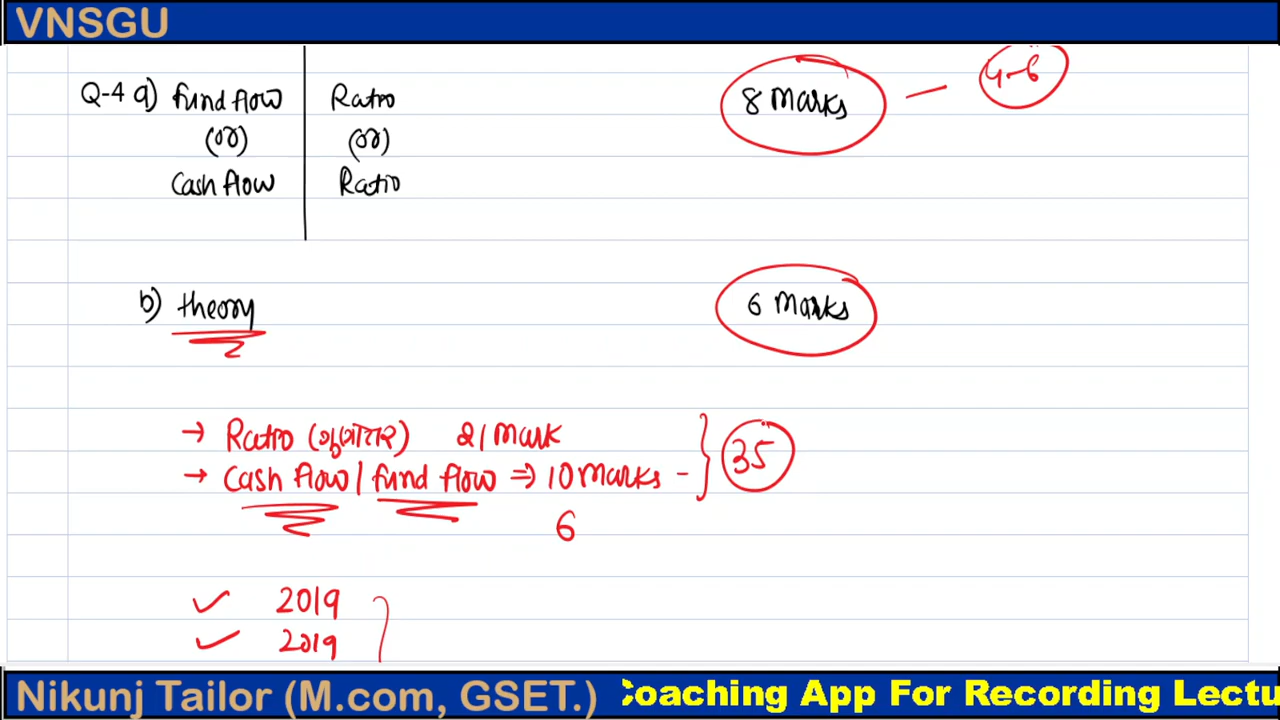 VNSGU
Q-4 a) fund flow | Ratio 8 Marks — 4-6
(OR) (OR)
Cash flow | Ratio
b) theory 6 Marks
→ Ratio (ગુણોત્તર) 21 Mark
→ Cash flow / fund flow ⇒ 10 Marks - } 35
6
✓ 2019
✓ 2019
Nikunj Tailor (M.com, GSET.) Coaching App For Recording Lectu